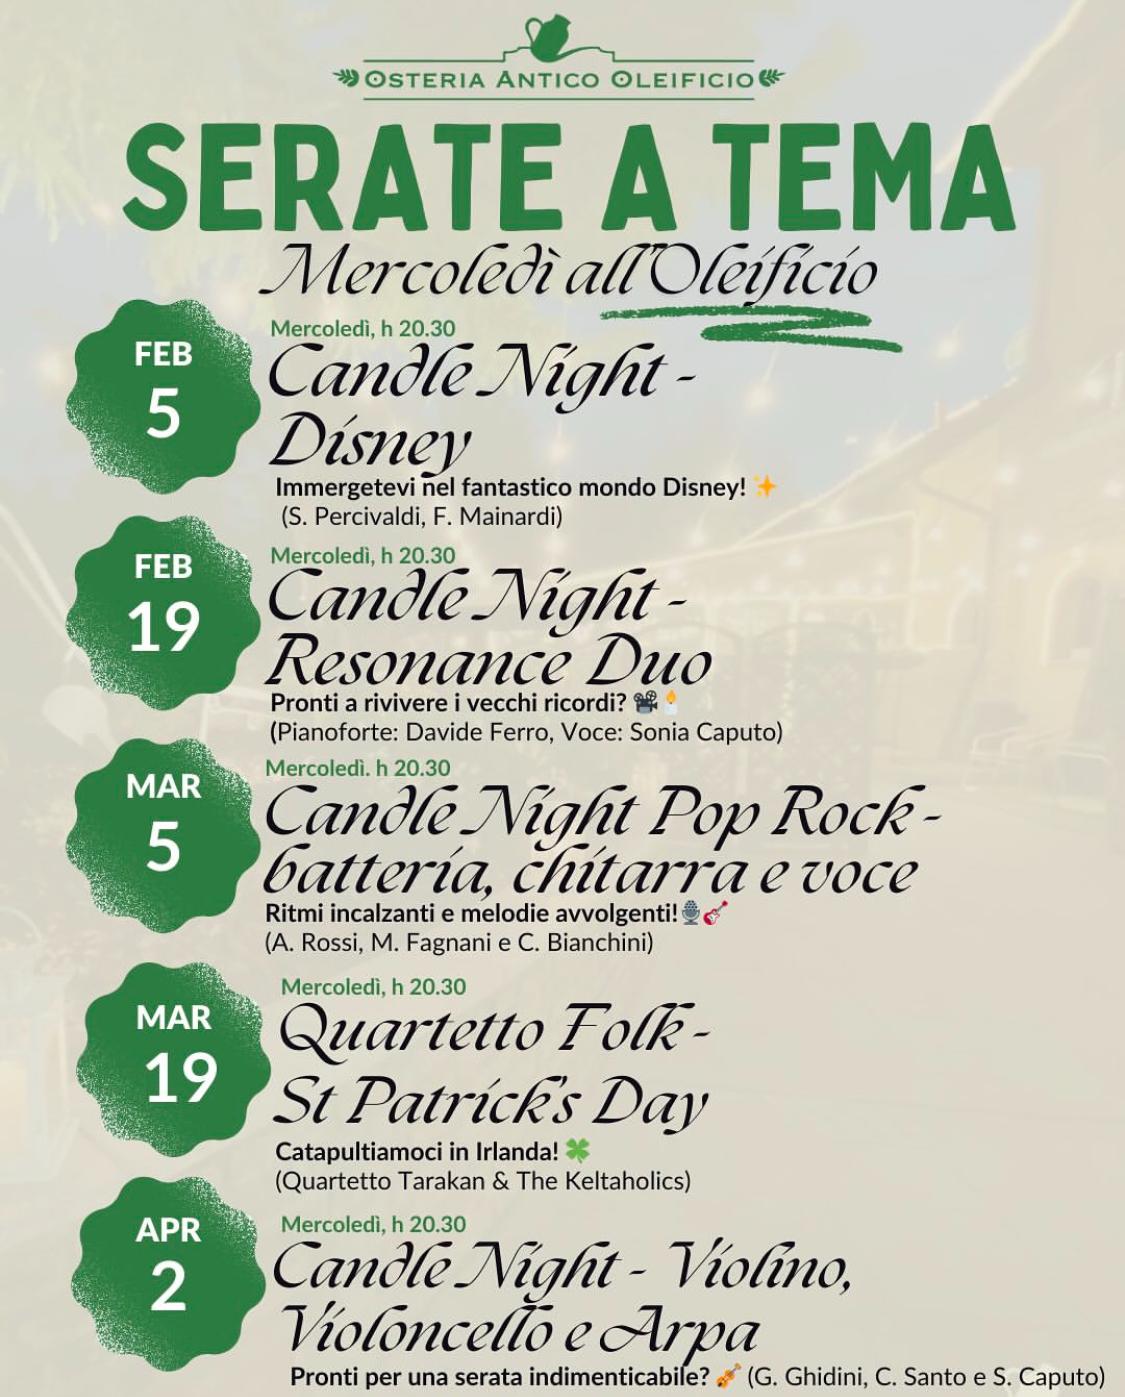 OSTERIA ANTICO OLEIFICIO
SERATE A TEMA
Mercoledì all'Oleificio
FEB
5
Mercoledì, h 20.30
Candle Night -
Disney
Immergetevi nel fantastico mondo Disney! ✨
(S. Percivaldi, F. Mainardi)
FEB
19
Mercoledì, h 20.30
Candle Night -
Resonance Duo
Pronti a rivivere i vecchi ricordi? 📽🕯
(Pianoforte: Davide Ferro, Voce: Sonia Caputo)
MAR
5
Mercoledì. h 20.30
Candle Night Pop Rock -
batteria, chitarra e voce
Ritmi incalzanti e melodie avvolgenti!🎙🎸
(A. Rossi, M. Fagnani e C. Bianchini)
MAR
19
Mercoledì, h 20.30
Quartetto Folk -
St Patrick's Day
Catapultiamoci in Irlanda! 🍀
(Quartetto Tarakan & The Keltaholics)
APR
2
Mercoledì, h 20.30
Candle Night - Violino,
Violoncello e Arpa
Pronti per una serata indimenticabile? 🎻 (G. Ghidini, C. Santo e S. Caputo)